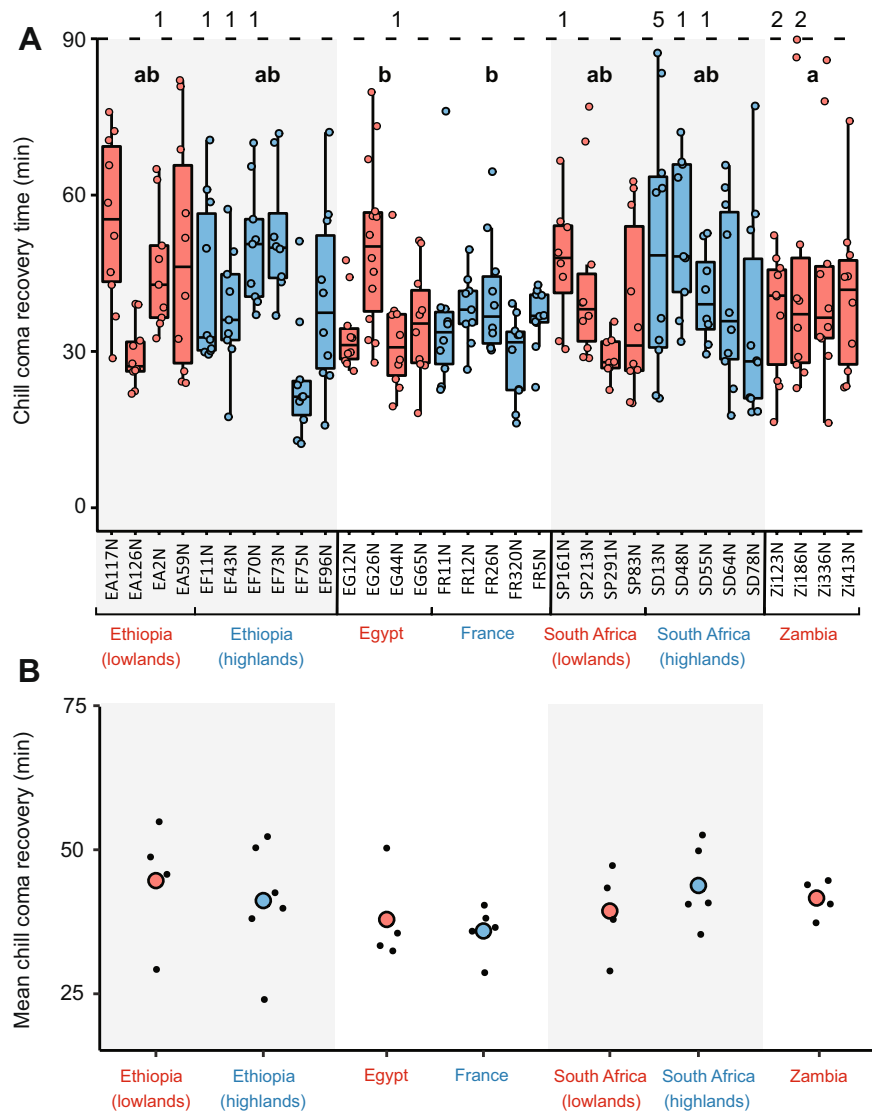 1 1 1 1 1 1 5 1 1 2 2
A
90
ab ab b b ab ab a
Chill coma recovery time (min)
60
30
0
EA117N EA126N EA2N EA59N EF11N EF43N EF70N EF73N EF75N EF96N EG12N EG26N EG44N EG65N FR11N FR12N FR26N FR320N FR5N SP161N SP213N SP291N SP83N SD13N SD48N SD55N SD64N SD78N Zi123N Zi186N Zi336N Zi413N
Ethiopia Ethiopia Egypt France South Africa South Africa Zambia
(lowlands) (highlands) (lowlands) (highlands)
B
75
Mean chill coma recovery (min)
50
25
Ethiopia Ethiopia Egypt France South Africa South Africa Zambia
(lowlands) (highlands) (lowlands) (highlands)